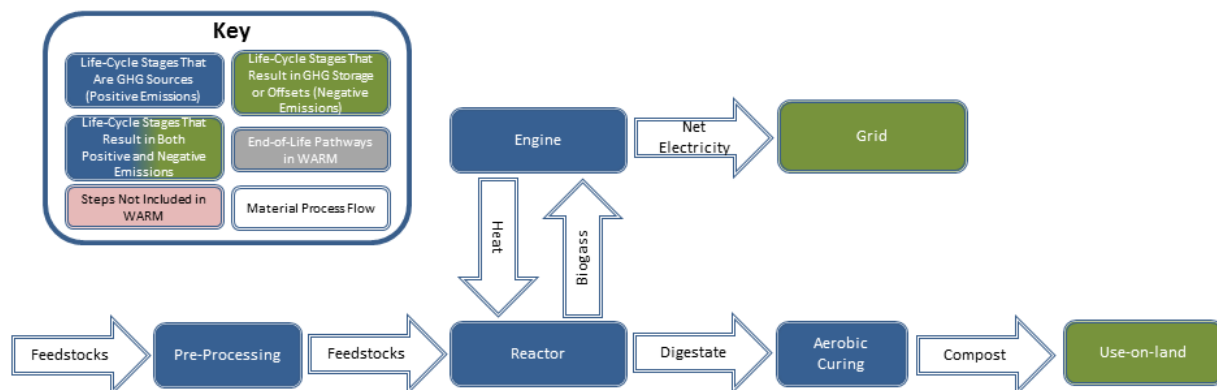 Key
Life-Cycle Stages That
Are GHG Sources
(Positive Emissions)
Life-Cycle Stages That
Result in GHG Storage
or Offsets (Negative
Emissions)
Life-Cycle Stages That
Result in Both
Positive and Negative
Emissions
End-of-Life Pathways
in WARM
Steps Not Included in
WARM
Material Process Flow
Engine
Net
Electricity
Grid
Heat
Biogass
Feedstocks
Pre-Processing
Feedstocks
Reactor
Digestate
Aerobic
Curing
Compost
Use-on-land